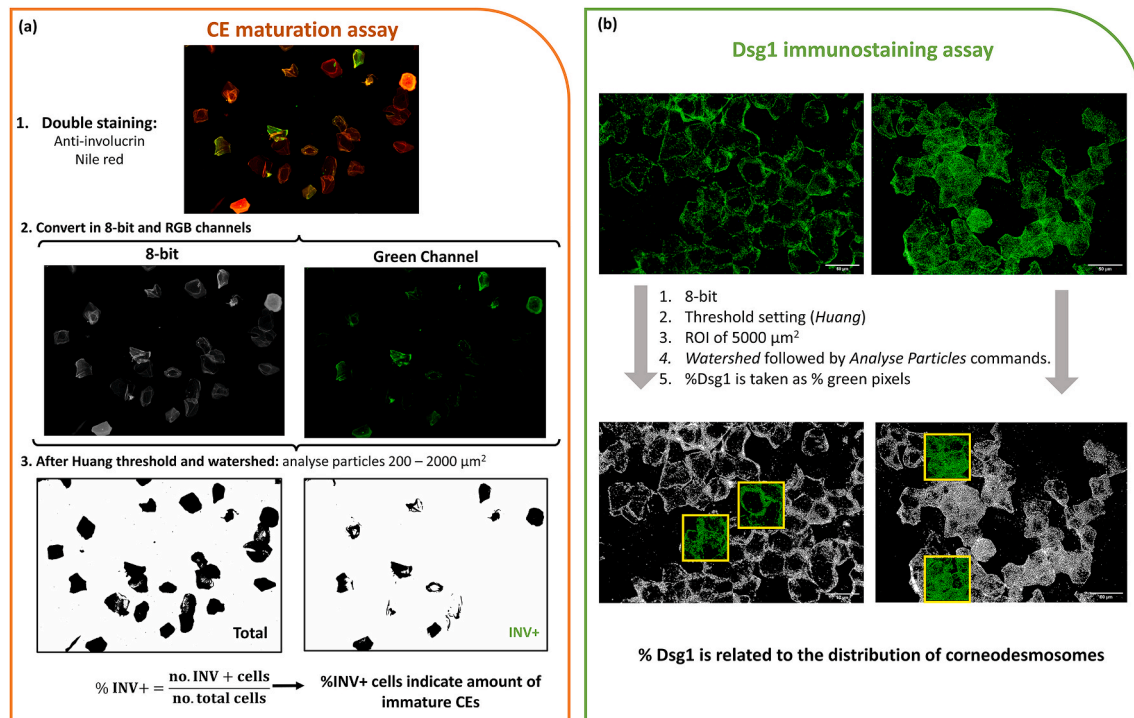 (a)
CE maturation assay
1. Double staining:
Anti-involucrin
Nile red
2. Convert in 8-bit and RGB channels
8-bit
Green Channel
3. After Huang threshold and watershed: analyse particles 200 – 2000 µm²
Total
INV+
% INV+ = no. INV + cells / no. total cells
%INV+ cells indicate amount of
immature CEs
(b)
Dsg1 immunostaining assay
50 µm
50 µm
1. 8-bit
2. Threshold setting (Huang)
3. ROI of 5000 µm²
4. Watershed followed by Analyse Particles commands.
5. %Dsg1 is taken as % green pixels
% Dsg1 is related to the distribution of corneodesmosomes